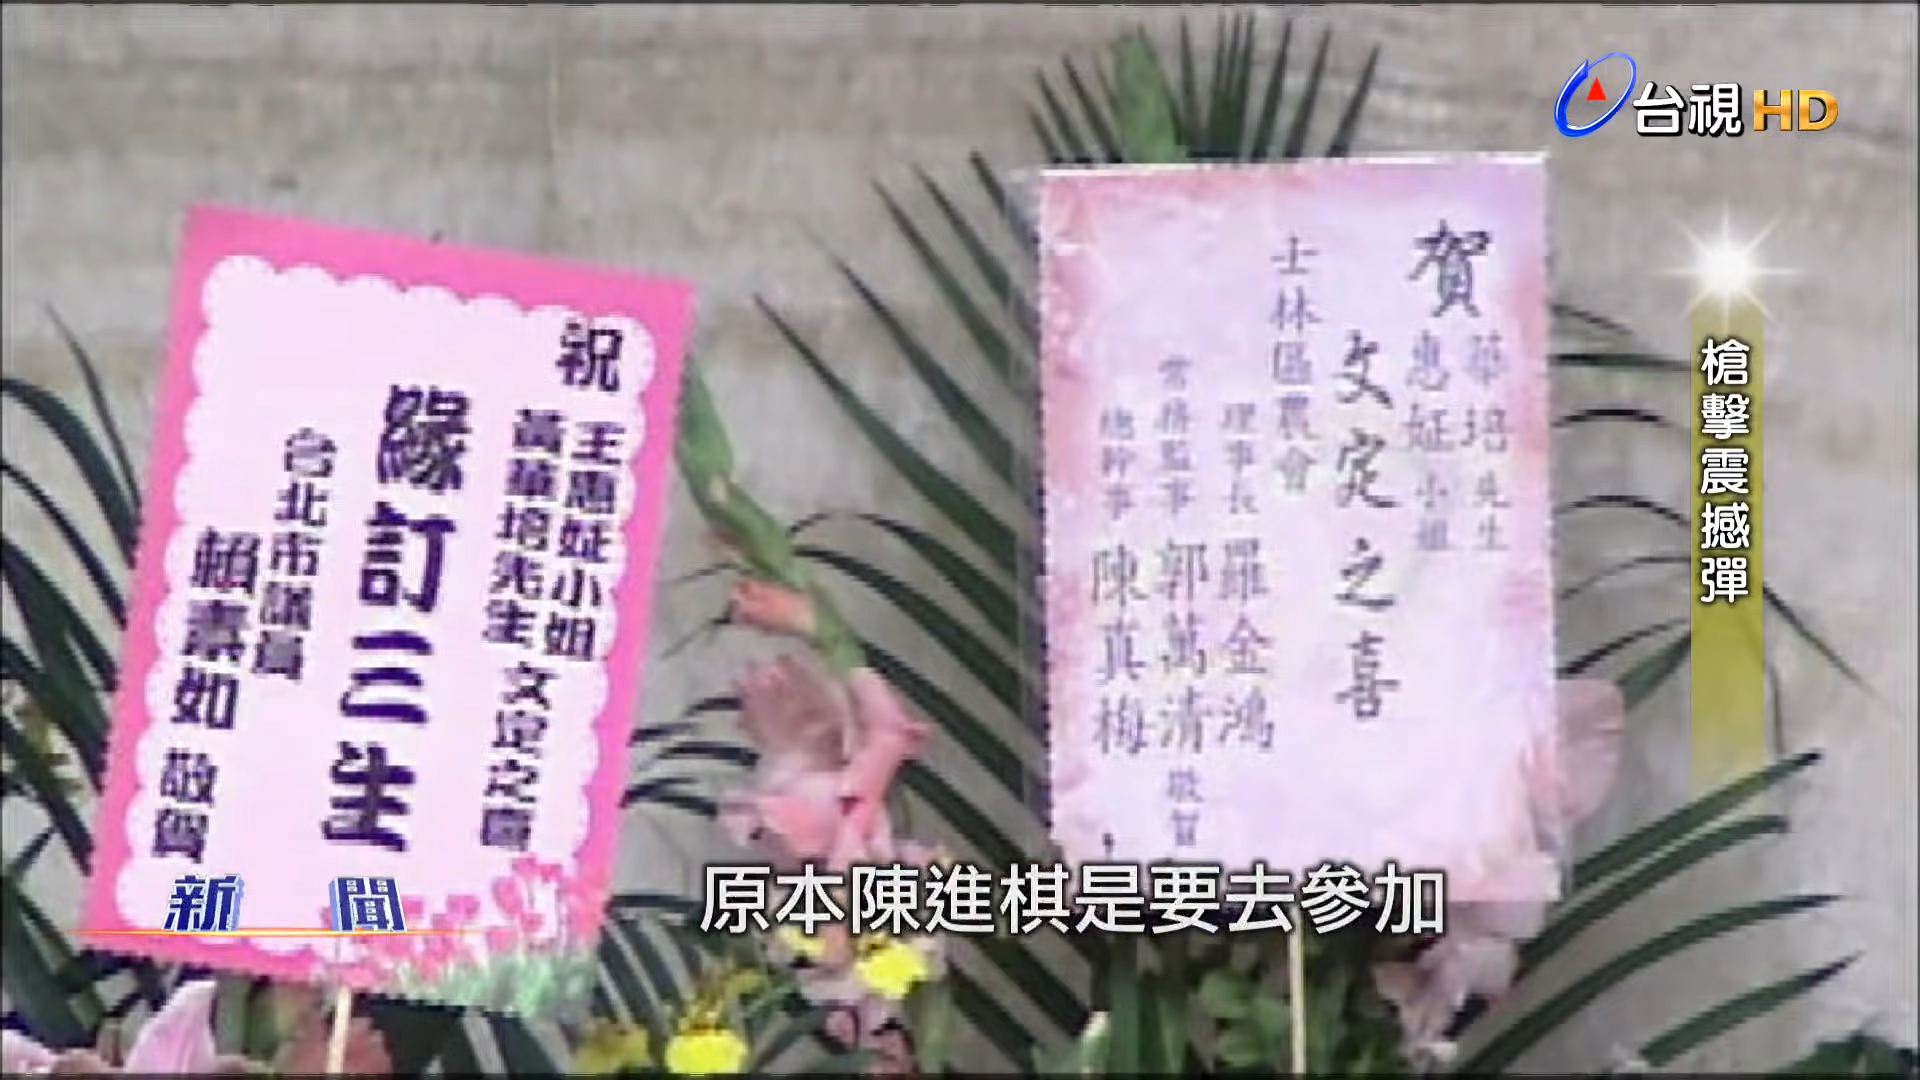 台視HD
槍擊震撼彈
祝
王惠姃小姐
黃華培先生
文定之慶
緣訂三生
台北市議員
賴素如 敬賀
賀
華培先生
惠姃小姐
文定之喜
士林區農會
理事長 羅金鴻
常務監事 郭萬清
總幹事 陳真梅
敬賀
新聞
原本陳進棋是要去參加